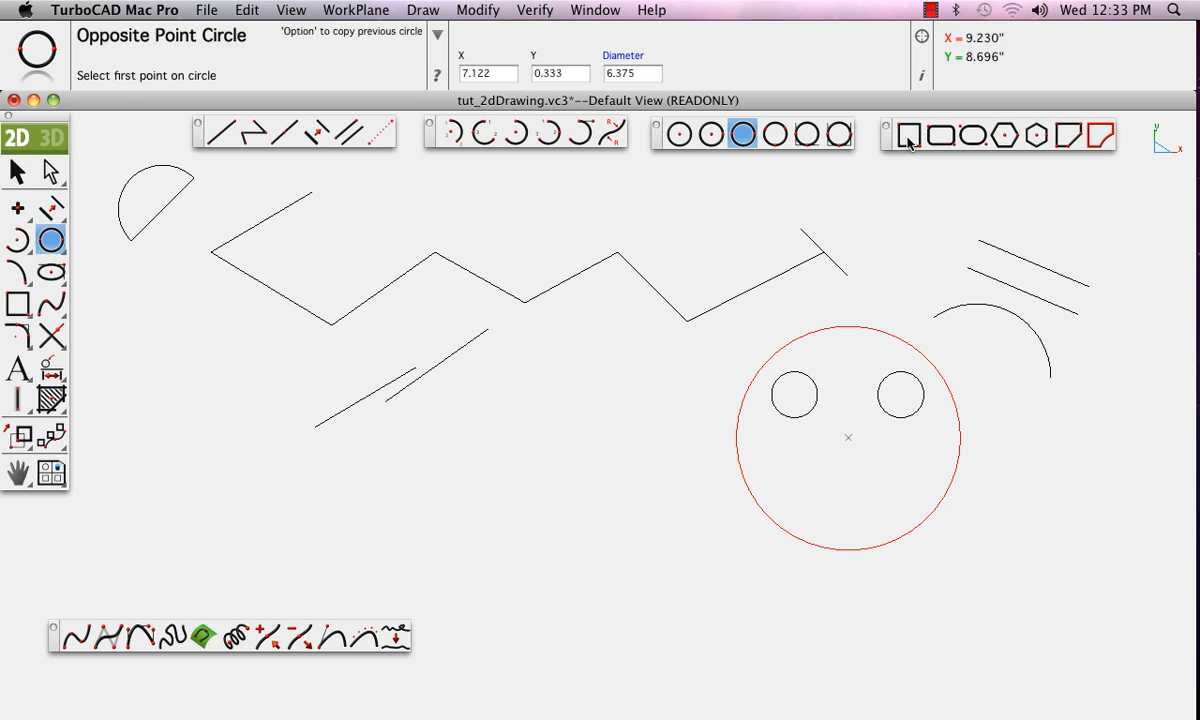 TurboCAD Mac Pro File Edit View WorkPlane Draw Modify Verify Window Help Wed 12:33 PM
Opposite Point Circle
'Option' to copy previous circle
Select first point on circle
?
X Y Diameter
7.122 0.333 6.375
i
X = 9.230"
Y = 8.696"
tut_2dDrawing.vc3*--Default View (READONLY)
2D 3D
A
y
x